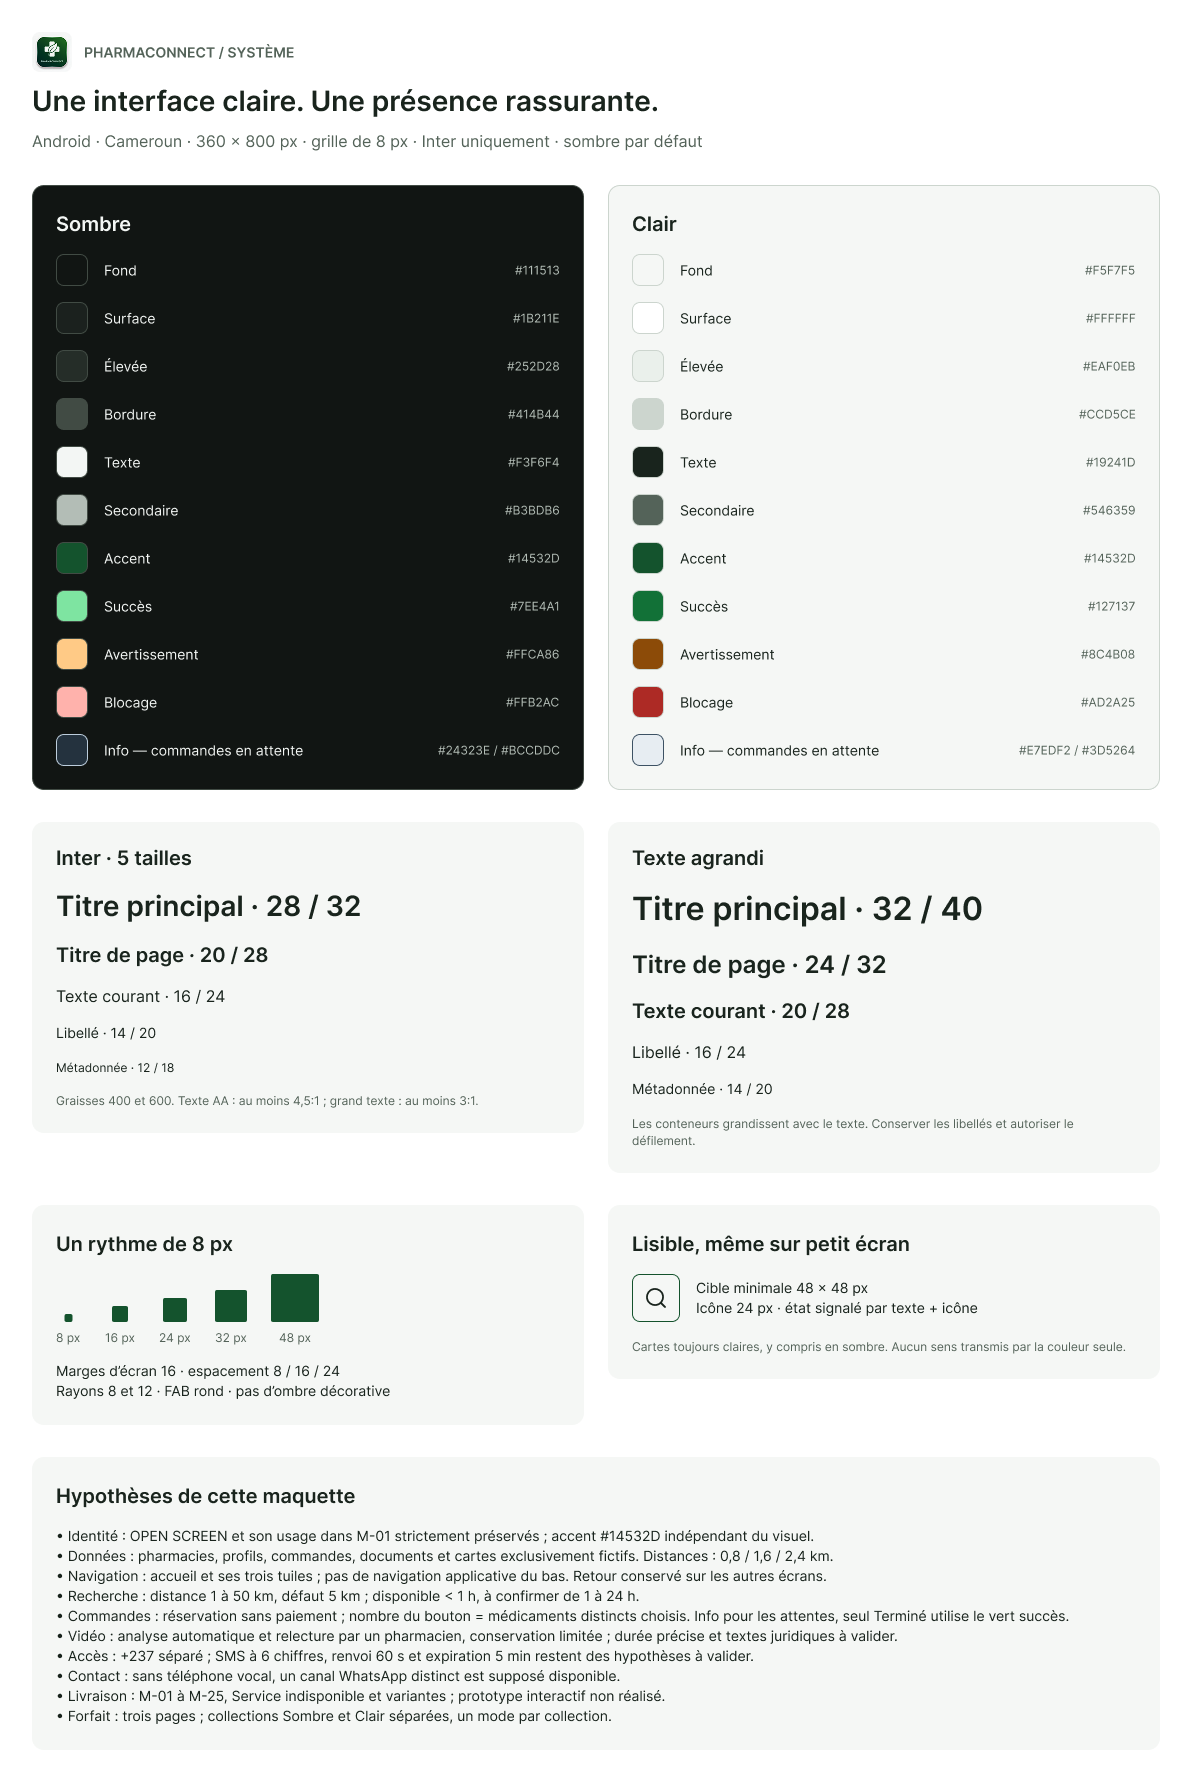 PHARMACONNECT / SYSTÈME
Une interface claire. Une présence rassurante.
Android · Cameroun · 360 × 800 px · grille de 8 px · Inter uniquement · sombre par défaut
Sombre
Fond #111513
Surface #1B211E
Élevée #252D28
Bordure #414B44
Texte #F3F6F4
Secondaire #B3BDB6
Accent #14532D
Succès #7EE4A1
Avertissement #FFCA86
Blocage #FFB2AC
Info — commandes en attente #24323E / #BCCDDC
Clair
Fond #F5F7F5
Surface #FFFFFF
Élevée #EAF0EB
Bordure #CCD5CE
Texte #19241D
Secondaire #546359
Accent #14532D
Succès #127137
Avertissement #8C4B08
Blocage #AD2A25
Info — commandes en attente #E7EDF2 / #3D5264
Inter · 5 tailles
Titre principal · 28 / 32
Titre de page · 20 / 28
Texte courant · 16 / 24
Libellé · 14 / 20
Métadonnée · 12 / 18
Graisses 400 et 600. Texte AA : au moins 4,5:1 ; grand texte : au moins 3:1.
Texte agrandi
Titre principal · 32 / 40
Titre de page · 24 / 32
Texte courant · 20 / 28
Libellé · 16 / 24
Métadonnée · 14 / 20
Les conteneurs grandissent avec le texte. Conserver les libellés et autoriser le
défilement.
Un rythme de 8 px
8 px 16 px 24 px 32 px 48 px
Marges d’écran 16 · espacement 8 / 16 / 24
Rayons 8 et 12 · FAB rond · pas d’ombre décorative
Lisible, même sur petit écran
Cible minimale 48 × 48 px
Icône 24 px · état signalé par texte + icône
Cartes toujours claires, y compris en sombre. Aucun sens transmis par la couleur seule.
Hypothèses de cette maquette
• Identité : OPEN SCREEN et son usage dans M-01 strictement préservés ; accent #14532D indépendant du visuel.
• Données : pharmacies, profils, commandes, documents et cartes exclusivement fictifs. Distances : 0,8 / 1,6 / 2,4 km.
• Navigation : accueil et ses trois tuiles ; pas de navigation applicative du bas. Retour conservé sur les autres écrans.
• Recherche : distance 1 à 50 km, défaut 5 km ; disponible < 1 h, à confirmer de 1 à 24 h.
• Commandes : réservation sans paiement ; nombre du bouton = médicaments distincts choisis. Info pour les attentes, seul Terminé utilise le vert succès.
• Vidéo : analyse automatique et relecture par un pharmacien, conservation limitée ; durée précise et textes juridiques à valider.
• Accès : +237 séparé ; SMS à 6 chiffres, renvoi 60 s et expiration 5 min restent des hypothèses à valider.
• Contact : sans téléphone vocal, un canal WhatsApp distinct est supposé disponible.
• Livraison : M-01 à M-25, Service indisponible et variantes ; prototype interactif non réalisé.
• Forfait : trois pages ; collections Sombre et Clair séparées, un mode par collection.